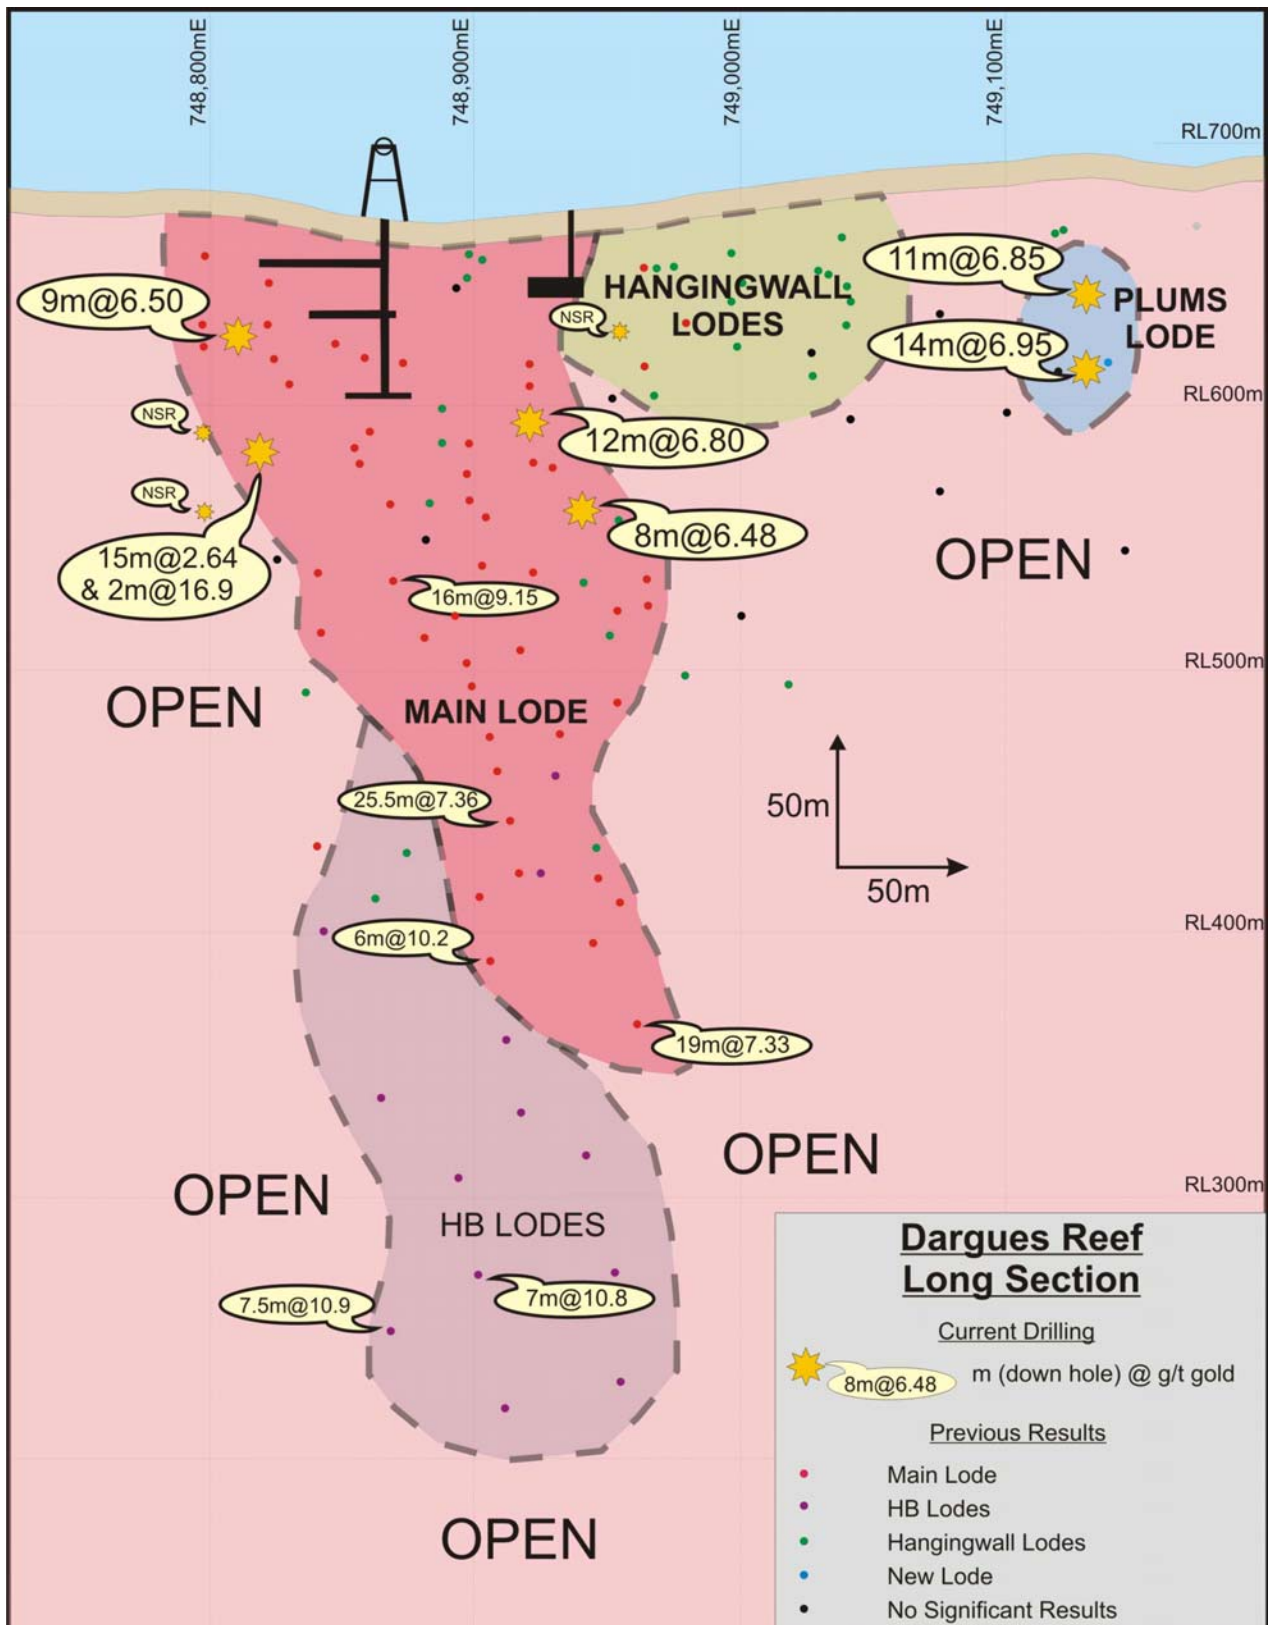 748,800mE
748,900mE
749,000mE
749,100mE
RL700m
11m@6.85
9m@6.50
HANGINGWALL
LODES
PLUMS
LODE
NSR
14m@6.95
RL600m
NSR
12m@6.80
NSR
8m@6.48
15m@2.64
& 2m@16.9
OPEN
16m@9.15
RL500m
OPEN
MAIN LODE
25.5m@7.36
50m
50m
6m@10.2
RL400m
19m@7.33
OPEN
OPEN
RL300m
HB LODES
7.5m@10.9
7m@10.8
OPEN
Dargues Reef
Long Section
Current Drilling
8m@6.48 m (down hole) @ g/t gold
Previous Results
Main Lode
HB Lodes
Hangingwall Lodes
New Lode
No Significant Results